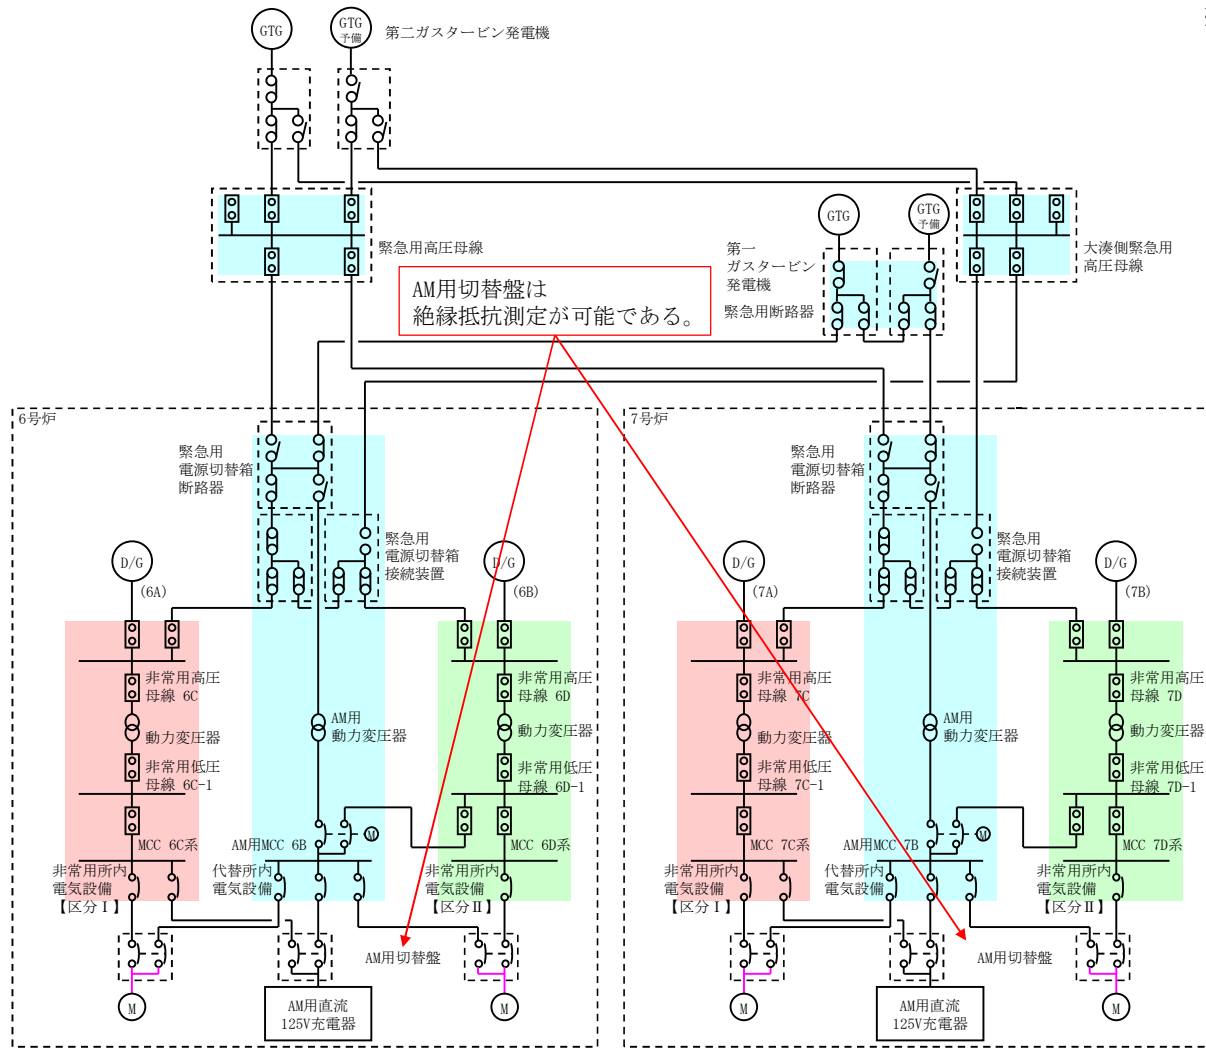 GTG
GTG
予備
第二ガスタービン発電機
緊急用高圧母線
GTG
GTG
予備
第一
ガスタービン
発電機
緊急用断路器
大湊側緊急用
高圧母線
AM用切替盤は
絶縁抵抗測定が可能である。
6号炉
緊急用
電源切替箱
断路器
緊急用
電源切替箱
接続装置
D/G
(6A)
D/G
(6B)
非常用高圧
母線 6C
動力変圧器
非常用低圧
母線 6C-1
MCC 6C系
AM用
動力変圧器
非常用高圧
母線 6D
動力変圧器
非常用低圧
母線 6D-1
MCC 6D系
AM用MCC 6B
M
非常用所内
電気設備
【区分Ⅰ】
代替所内
電気設備
非常用所内
電気設備
【区分Ⅱ】
AM用切替盤
M
AM用直流
125V充電器
M
7号炉
緊急用
電源切替箱
断路器
緊急用
電源切替箱
接続装置
D/G
(7A)
D/G
(7B)
非常用高圧
母線 7C
動力変圧器
非常用低圧
母線 7C-1
MCC 7C系
AM用
動力変圧器
非常用高圧
母線 7D
動力変圧器
非常用低圧
母線 7D-1
MCC 7D系
AM用MCC 7B
M
非常用所内
電気設備
【区分Ⅰ】
代替所内
電気設備
非常用所内
電気設備
【区分Ⅱ】
AM用切替盤
M
AM用直流
125V充電器
M